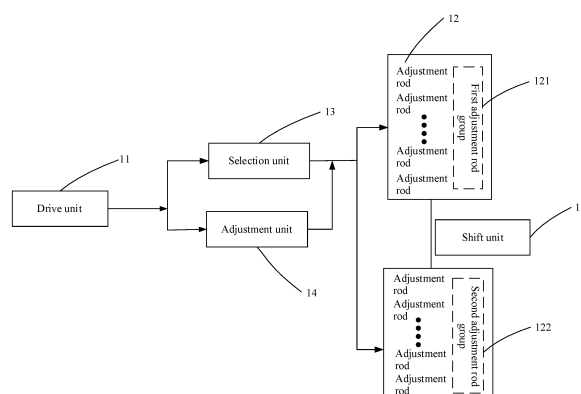 12
Adjustment
rod
Adjustment
rod
Adjustment
rod
Adjustment
rod
First adjustment rod
group
121
13
Selection unit
11
Drive unit
Adjustment unit
14
Shift unit
1
Adjustment
rod
Adjustment
rod
Adjustment
rod
Adjustment
rod
Second adjustment rod
group
122